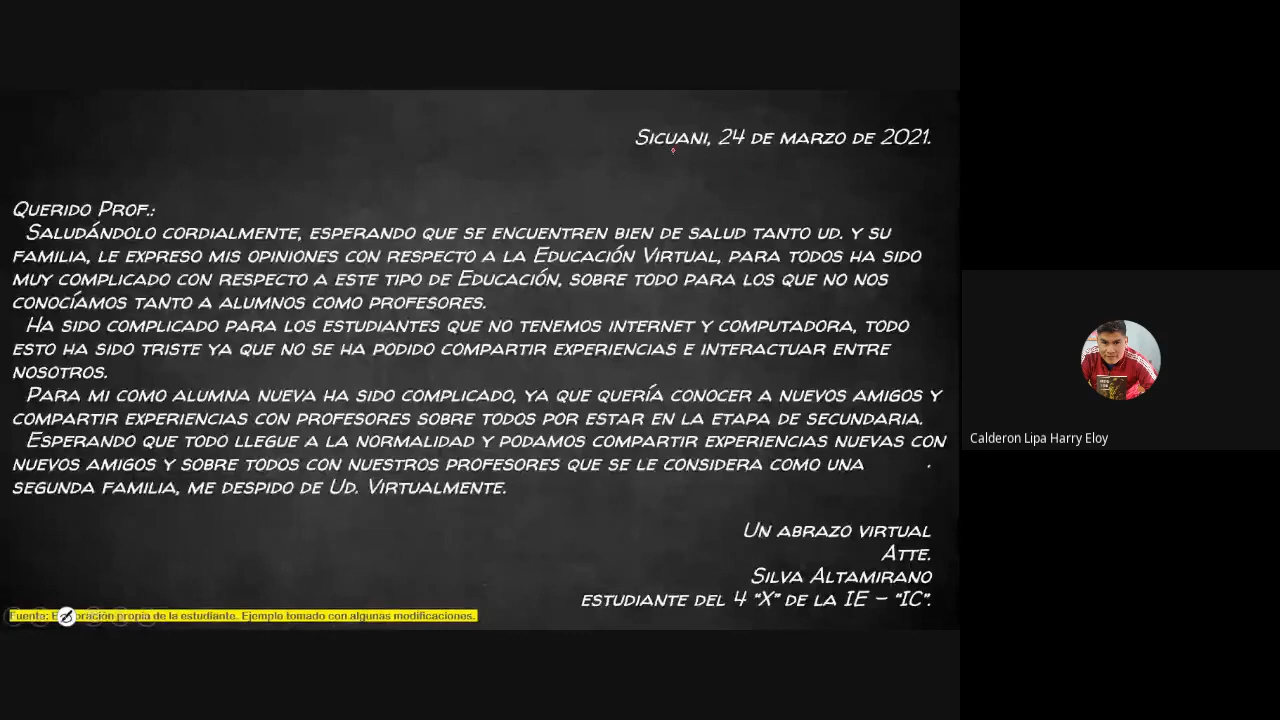 Sicuani, 24 de marzo de 2021.
Querido Prof.:
Saludándolo cordialmente, esperando que se encuentren bien de salud tanto ud. y su
familia, le expreso mis opiniones con respecto a la Educación Virtual, para todos ha sido
muy complicado con respecto a este tipo de Educación, sobre todo para los que no nos
conocíamos tanto a alumnos como profesores.
Ha sido complicado para los estudiantes que no tenemos internet y computadora, todo
esto ha sido triste ya que no se ha podido compartir experiencias e interactuar entre
nosotros.
Para mi como alumna nueva ha sido complicado, ya que quería conocer a nuevos amigos y
compartir experiencias con profesores sobre todos por estar en la etapa de secundaria.
Esperando que todo llegue a la normalidad y podamos compartir experiencias nuevas con
nuevos amigos y sobre todos con nuestros profesores que se le considera como una .
segunda familia, me despido de Ud. Virtualmente.
Un abrazo virtual
Atte.
Silva Altamirano
estudiante del 4 "X" de la IE – "IC".
Fuente: propia de la estudiante. Ejemplo tomado con algunas modificaciones.
Calderon Lipa Harry Eloy